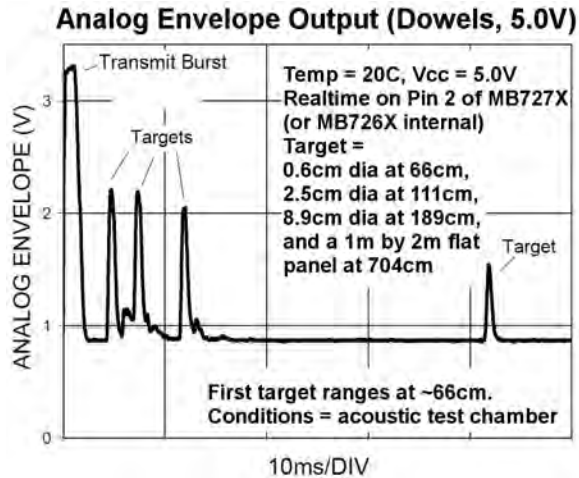 Analog Envelope Output (Dowels, 5.0V)
Transmit Burst
Temp = 20C, Vcc = 5.0V
Realtime on Pin 2 of MB727X
(or MB726X internal)
Target =
0.6cm dia at 66cm,
2.5cm dia at 111cm,
8.9cm dia at 189cm,
and a 1m by 2m flat
panel at 704cm
Targets
Target
3
2
1
0
ANALOG ENVELOPE (V)
First target ranges at ~66cm.
Conditions = acoustic test chamber
10ms/DIV